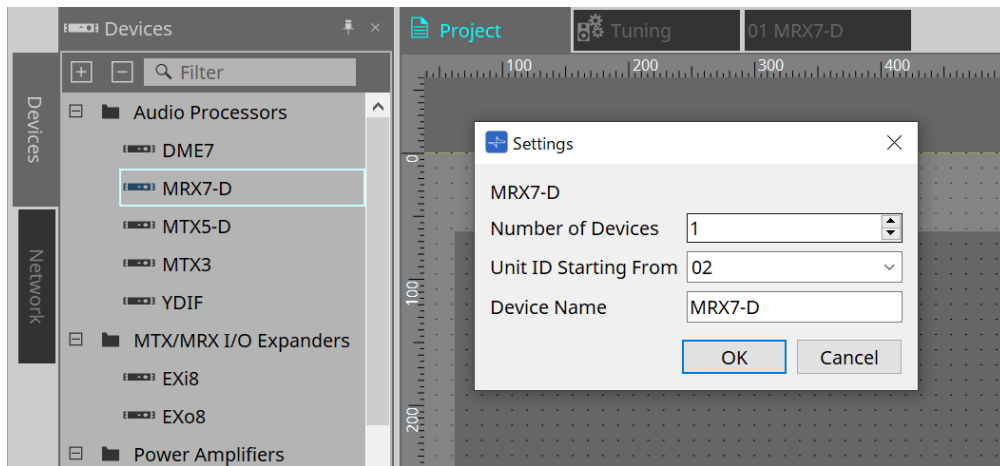 Devices
Project
Tuning
01 MRX7-D
Filter
100
200
300
400
Devices
Network
Audio Processors
DME7
MRX7-D
MTX5-D
MTX3
YDIF
MTX/MRX I/O Expanders
EXi8
EXo8
Power Amplifiers
0
100
200
Settings
MRX7-D
Number of Devices 1
Unit ID Starting From 02
Device Name MRX7-D
OK Cancel